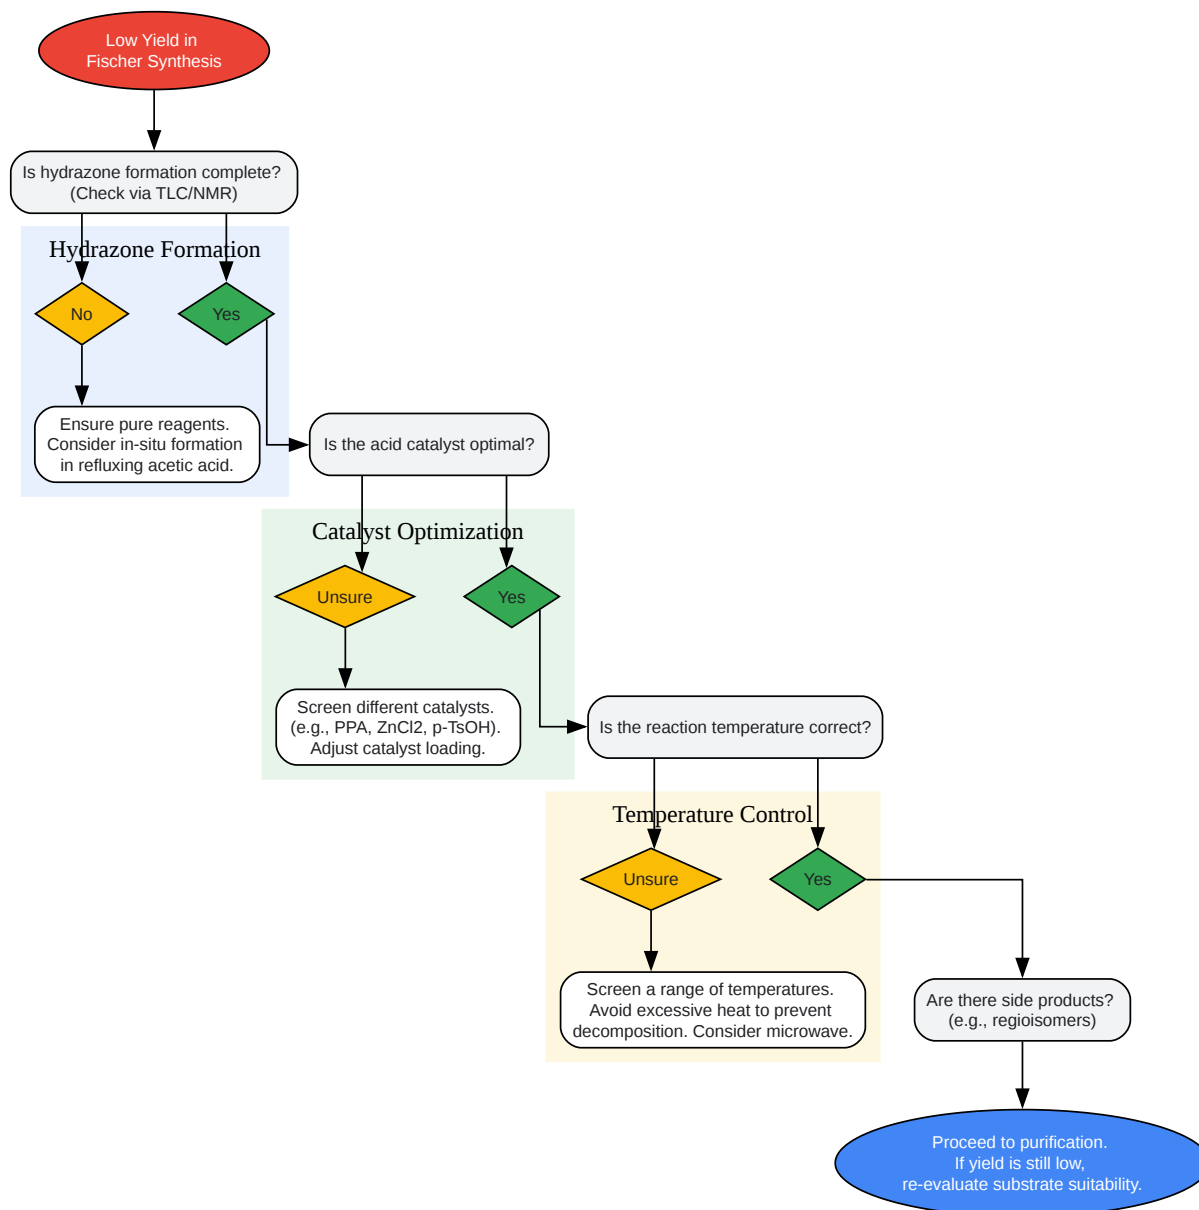 Low Yield in
Fischer Synthesis
Is hydrazone formation complete?
(Check via TLC/NMR)
Hydrazone Formation
No
Yes
Ensure pure reagents.
Consider in-situ formation
in refluxing acetic acid.
Is the acid catalyst optimal?
Catalyst Optimization
Unsure
Yes
Screen different catalysts.
(e.g., PPA, ZnCl2, p-TsOH).
Adjust catalyst loading.
Is the reaction temperature correct?
Temperature Control
Unsure
Yes
Screen a range of temperatures.
Avoid excessive heat to prevent
decomposition. Consider microwave.
Are there side products?
(e.g., regioisomers)
Proceed to purification.
If yield is still low,
re-evaluate substrate suitability.